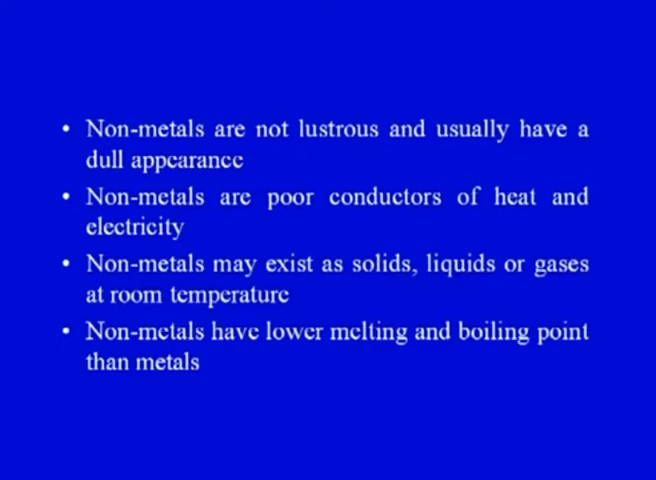 • Non-metals are not lustrous and usually have a
dull appearance
• Non-metals are poor conductors of heat and
electricity
• Non-metals may exist as solids, liquids or gases
at room temperature
• Non-metals have lower melting and boiling point
than metals